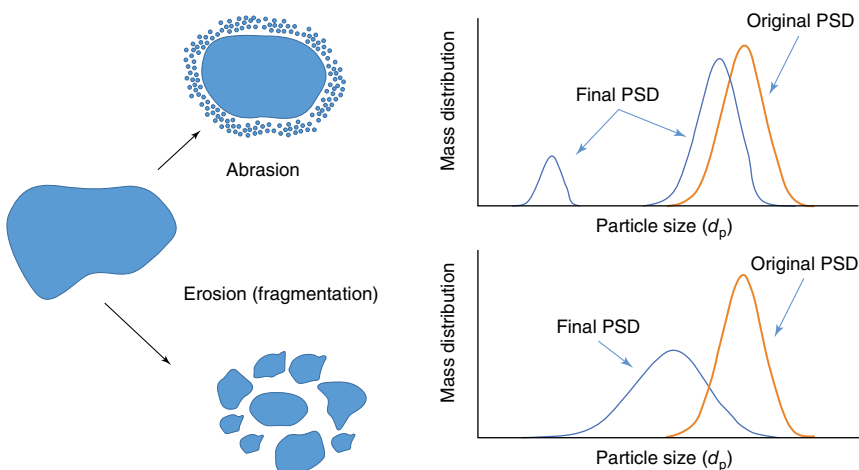 Abrasion
Erosion (fragmentation)
Original PSD
Final PSD
Mass distribution
Particle size (dp)
Original PSD
Final PSD
Mass distribution
Particle size (dp)